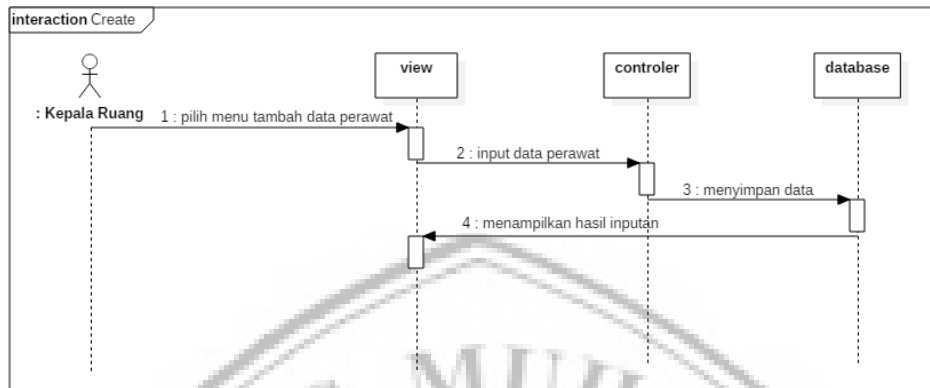 interaction Create
view
controler
database
: Kepala Ruang
1 : pilih menu tambah data perawat
2 : input data perawat
3 : menyimpan data
4 : menampilkan hasil inputan